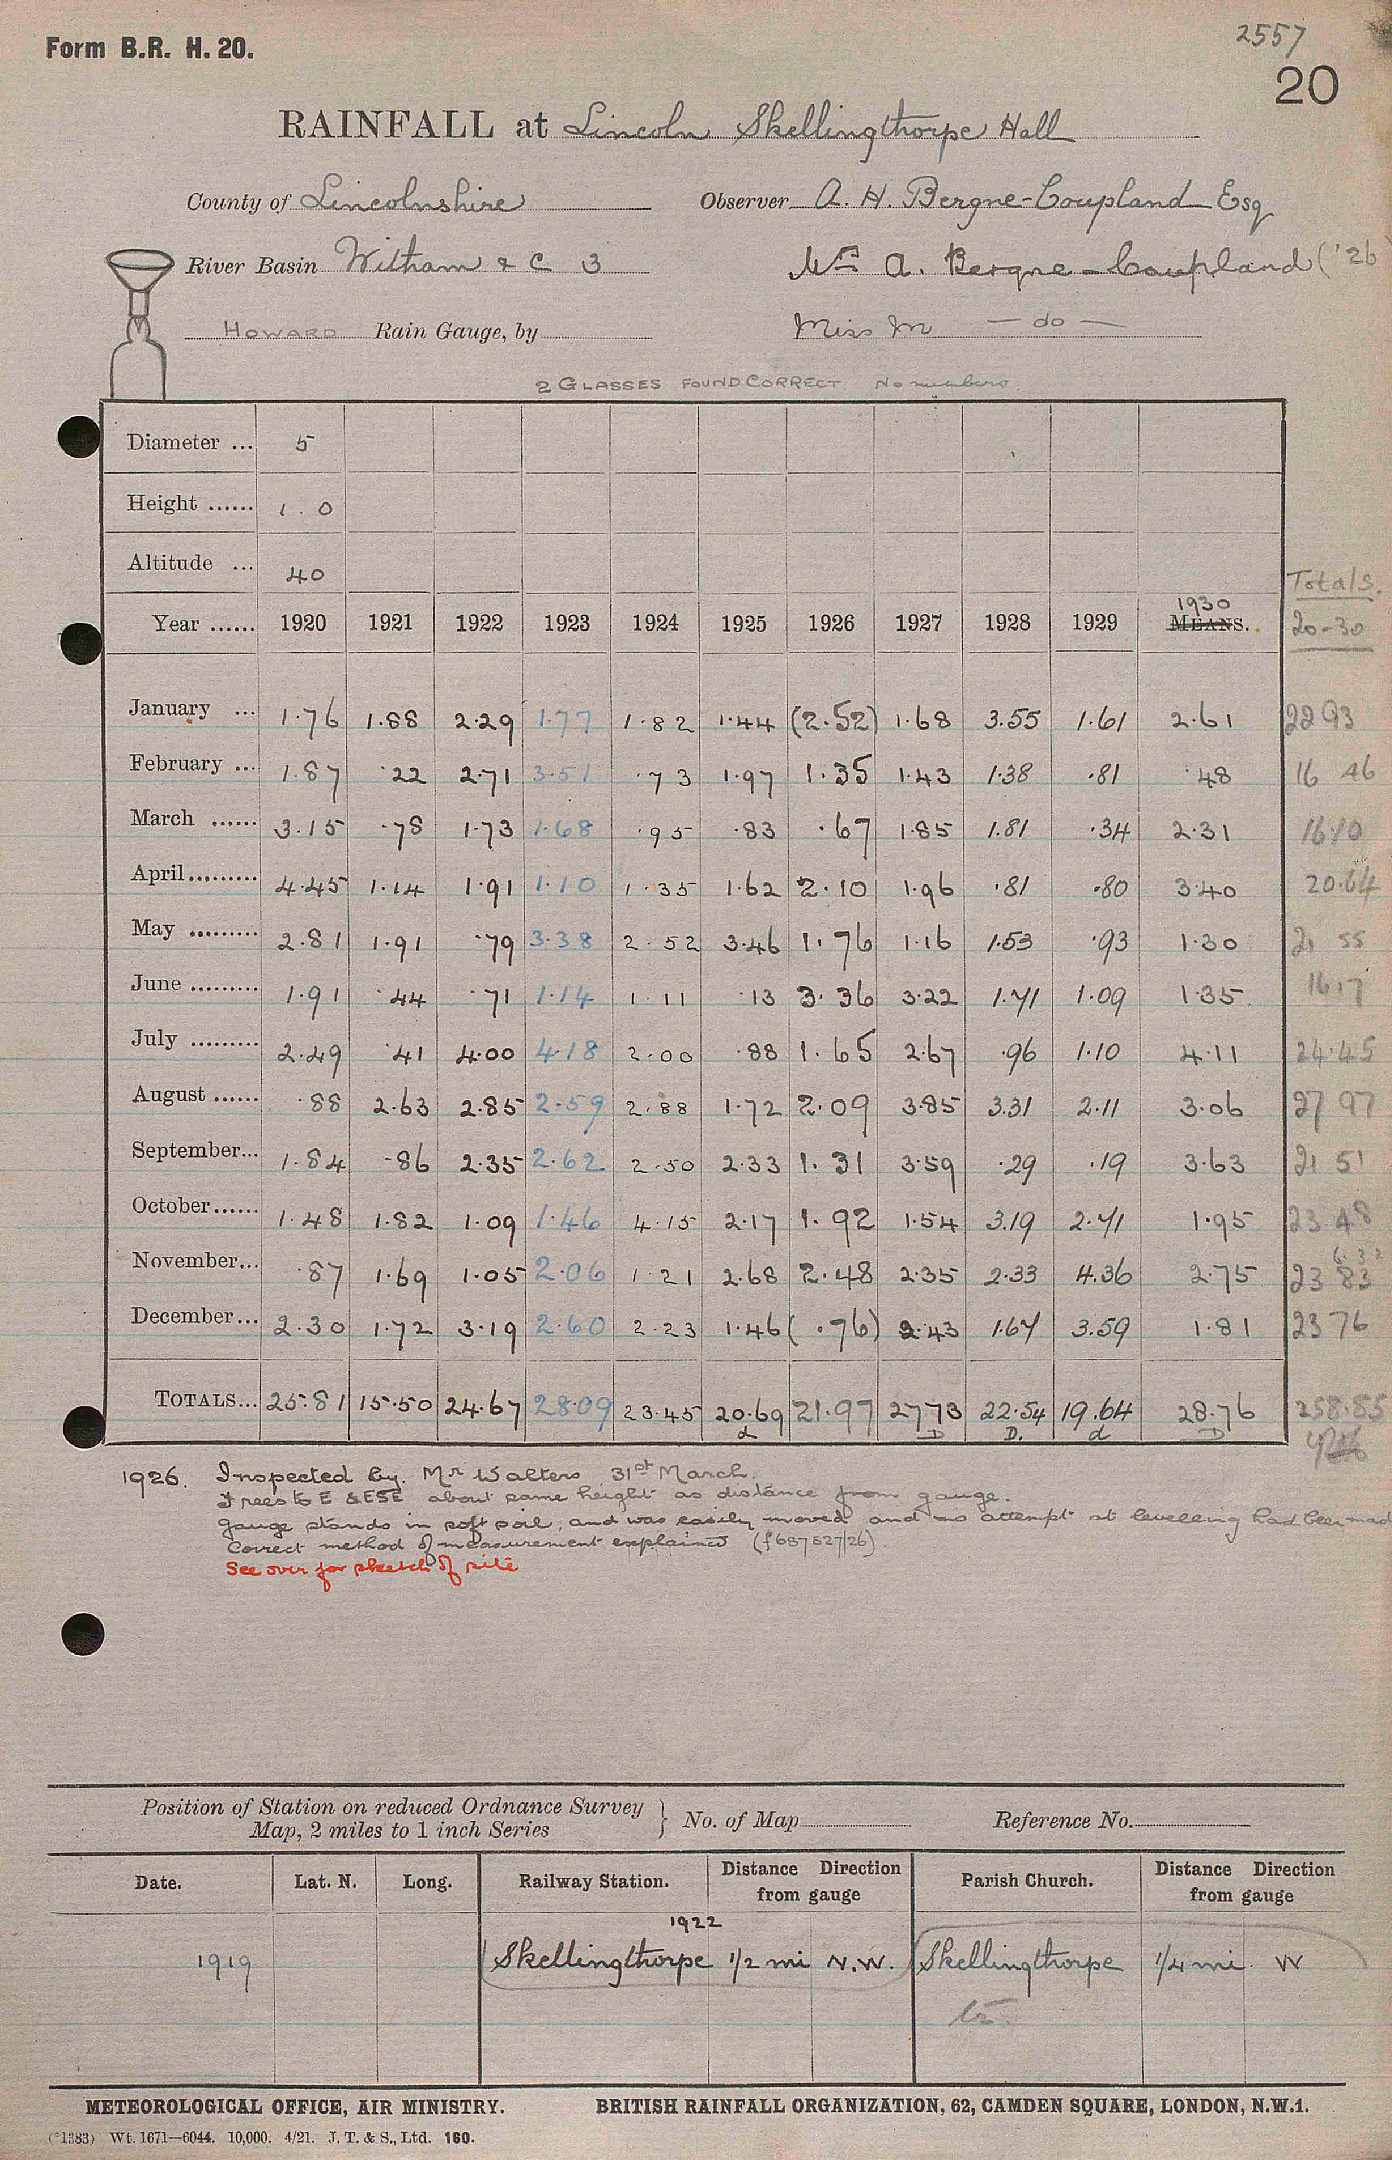 Form B.R. H. 20.
2557
20
RAINFALL at Lincoln Skellingthorpe Hall
County of Lincolnshire Observer A. H. Bergne-Coupland Esq
River Basin Witham & C 3 Mrs A. Bergne-Coupland ('26)
HOWARD Rain Gauge, by Miss M — do —
2 GLASSES FOUND CORRECT No numbers
Diameter ... 5
Height ...... 1.0
Altitude ... 40
Totals
Year ...... 1920 1921 1922 1923 1924 1925 1926 1927 1928 1929 1930 MEANS. 20-30
January ... 1.76 1.88 2.29 1.77 1.82 1.44 (2.52) 1.68 3.55 1.61 2.61 22 93
February ... 1.87 .22 2.71 3.51 .73 1.97 1.35 1.43 1.38 .81 .48 16 46
March ...... 3.15 .78 1.73 1.68 .95 .83 .67 1.85 1.81 .34 2.31 16.10
April ......... 4.45 1.14 1.91 1.10 1.35 1.62 2.10 1.96 .81 .80 3.40 20.64
May ......... 2.81 1.91 .79 3.38 2.52 3.46 1.76 1.16 1.53 .93 1.30 21 55
June ......... 1.91 .44 .71 1.14 1.11 .13 3.36 3.22 1.71 1.09 1.35 16.17
July ......... 2.49 .41 4.00 4.18 2.00 .88 1.65 2.67 .96 1.10 4.11 24.45
August ...... .88 2.63 2.85 2.59 2.88 1.72 2.09 3.85 3.31 2.11 3.06 27 97
September... 1.84 .86 2.35 2.62 2.50 2.33 1.31 3.59 .29 .19 3.63 21 51
October...... 1.48 1.82 1.09 1.46 4.15 2.17 1.92 1.54 3.19 2.71 1.95 23.48
November... .87 1.69 1.05 2.06 1.21 2.68 2.48 2.35 2.33 4.36 2.75 23 83
December... 2.30 1.72 3.19 2.60 2.23 1.46 (.76) 2.43 1.67 3.59 1.81 23 76
TOTALS... 25.81 15.50 24.67 28.09 23.45 20.69 21.97 27.73 22.54 19.64 28.76 258.85
d D D. d D
1926. Inspected by Mr Walters 31st March.
Trees to E & ESE about same height as distance from gauge.
Gauge stands in soft soil, and was easily moved and no attempt at levelling had been mad
Correct method of measurement explained (f687527/26)
See over for sketch of site
Position of Station on reduced Ordnance Survey Map, 2 miles to 1 inch Series } No. of Map Reference No.
Date. Lat. N. Long. Railway Station. Distance Direction from gauge Parish Church. Distance Direction from gauge
1922
1919 Skellingthorpe 1/2 mi N.W. Skellingthorpe 1/4 mi W
METEOROLOGICAL OFFICE, AIR MINISTRY. BRITISH RAINFALL ORGANIZATION, 62, CAMDEN SQUARE, LONDON, N.W.1.
(*1383) Wt. 1671—6044. 10,000. 4/21. J. T. & S., Ltd. 160.